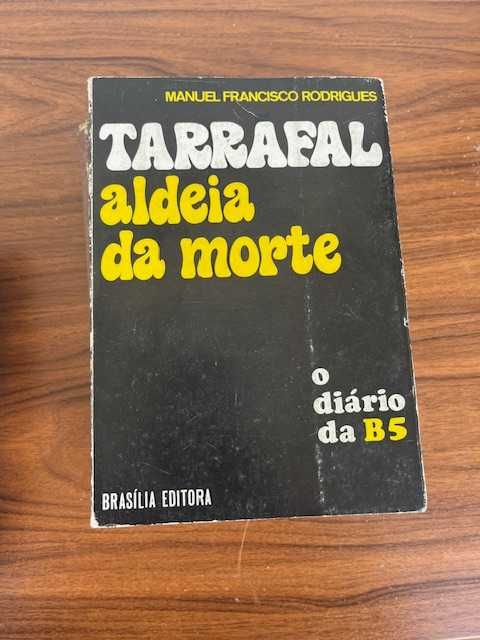 MANUEL FRANCISCO RODRIGUES
TARRAFAL
aldeia
da morte
o
diário
da B5
BRASÍLIA EDITORA